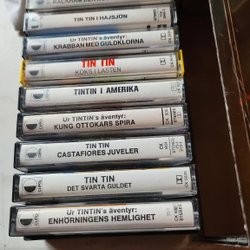 TIN TIN I HAJSJÖN
Ur TINTIN's äventyr:
KRABBAN MED GULDKLORNA
TIN TIN
KOKS I LASTEN
TINTIN I AMERIKA
Ur TINTIN's äventyr:
KUNG OTTOKARS SPIRA
TIN TIN
CASTAFIORES JUVELER
TIN TIN
DET SVARTA GULDET
Ur TINTIN's äventyr:
ENHÖRNINGENS HEMLIGHET